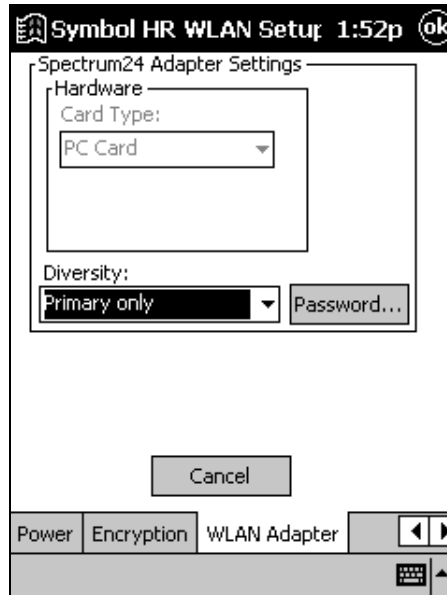 Symbol HR WLAN Setup 1:52p ok
Spectrum24 Adapter Settings
Hardware
Card Type:
PC Card
Diversity:
Primary only Password...
Cancel
Power Encryption WLAN Adapter